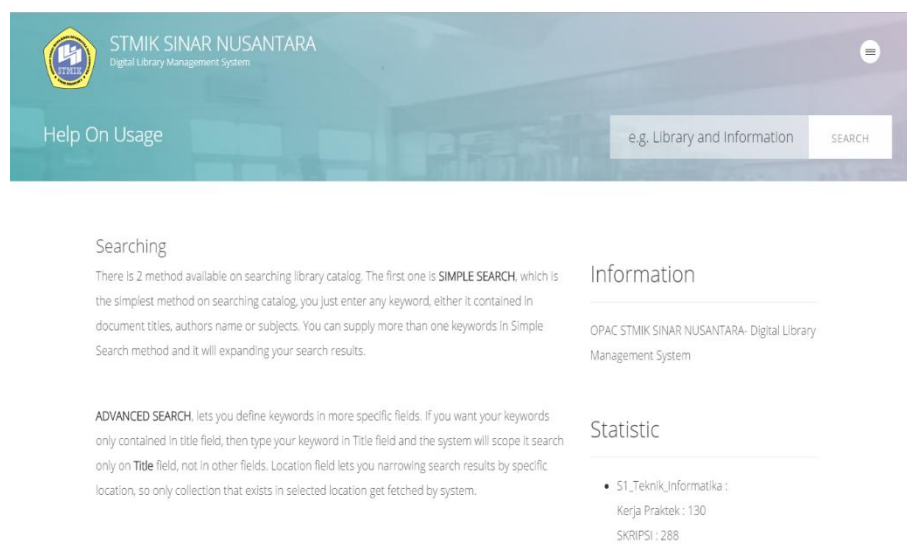 STMIK SINAR NUSANTARA
Digital Library Management System
STMIK
Help On Usage
e.g. Library and Information
SEARCH
Searching
There is 2 method available on searching library catalog. The first one is SIMPLE SEARCH, which is
the simplest method on searching catalog, you just enter any keyword, either it contained in
document titles, authors name or subjects. You can supply more than one keywords in Simple
Search method and it will expanding your search results.
ADVANCED SEARCH, lets you define keywords in more specific fields. If you want your keywords
only contained in title field, then type your keyword in Title field and the system will scope it search
only on Title field, not in other fields. Location field lets you narrowing search results by specific
location, so only collection that exists in selected location get fetched by system.
Information
OPAC STMIK SINAR NUSANTARA- Digital Library
Management System
Statistic
S1_Teknik_Informatika :
Kerja Praktek : 130
SKRIPSI : 288